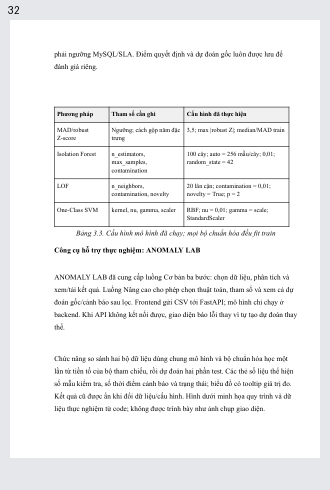 32
phải ngưỡng MySQL/SLA. Điểm quyết định và dự đoán gốc luôn được lưu để
đánh giá riêng.
Phương pháp Tham số cần ghi Cấu hình đã thực hiện
MAD/robust Z-score Ngưỡng; cách gộp năm đặc trưng 3,5; max |robust Z|; median/MAD train
Isolation Forest n_estimators, max_samples, contamination 100 cây; auto = 256 mẫu/cây; 0,01; random_state = 42
LOF n_neighbors, contamination, novelty 20 lân cận; contamination = 0,01; novelty = True; p = 2
One-Class SVM kernel, nu, gamma, scaler RBF; nu = 0,01; gamma = scale; StandardScaler
Bảng 3.3. Cấu hình mô hình đã chạy; mọi bộ chuẩn hóa đều fit train
Công cụ hỗ trợ thực nghiệm: ANOMALY LAB
ANOMALY LAB đã cung cấp luồng Cơ bản ba bước: chọn dữ liệu, phân tích và
xem/tải kết quả. Luồng Nâng cao cho phép chọn thuật toán, tham số và xem cả dự
đoán gốc/cảnh báo sau lọc. Frontend gửi CSV tới FastAPI; mô hình chỉ chạy ở
backend. Khi API không kết nối được, giao diện báo lỗi thay vì tự tạo dự đoán thay
thế.
Chức năng so sánh hai bộ dữ liệu dùng chung mô hình và bộ chuẩn hóa học một
lần từ tiền tố của bộ tham chiếu, rồi dự đoán hai phần test. Các thẻ số liệu thể hiện
số mẫu kiểm tra, số thời điểm cảnh báo và trạng thái; biểu đồ có tooltip giá trị đo.
Kết quả cũ được ẩn khi đổi dữ liệu/cấu hình. Hình dưới minh họa quy trình và dữ
liệu thực nghiệm từ code; không được trình bày như ảnh chụp giao diện.